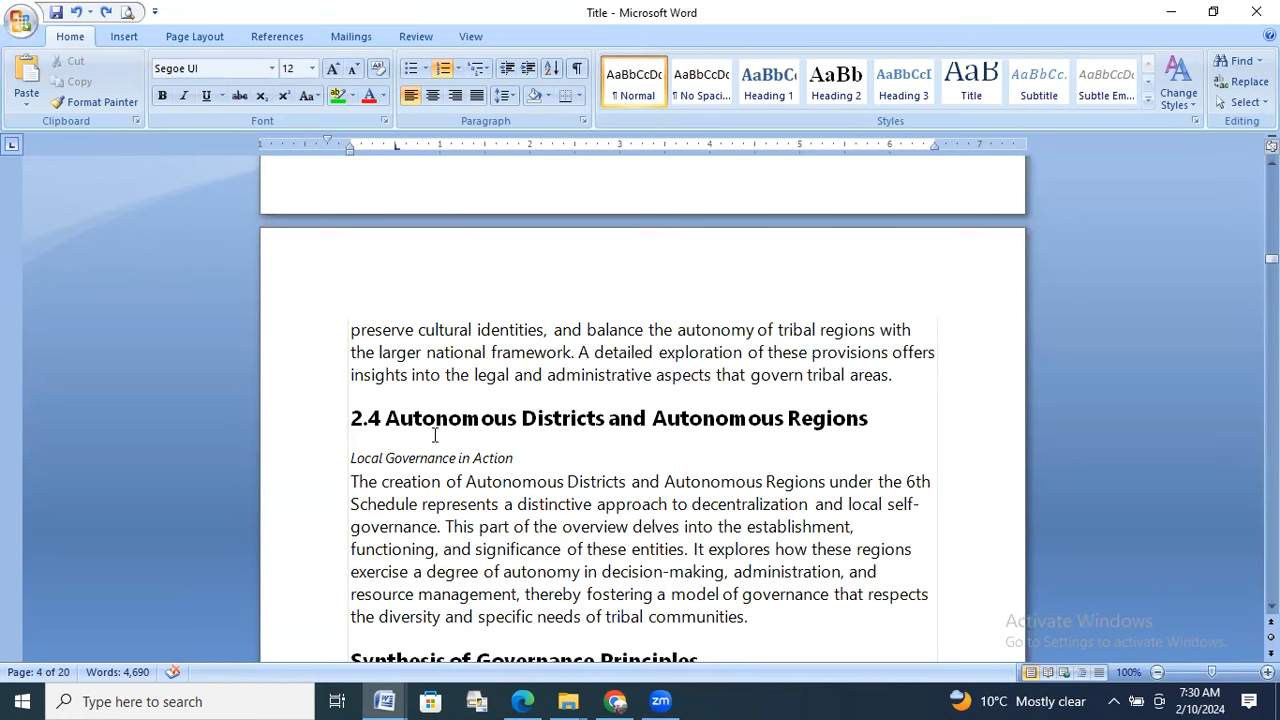 Title - Microsoft Word
Home Insert Page Layout References Mailings Review View
Paste
Cut
Copy
Format Painter
Clipboard
Segoe UI 12
Font
Paragraph
AaBbCcDc AaBbCcDc AaBbCc AaBb AaBbCcI AaB AaBbCc. AaBbCcDc
¶ Normal ¶ No Spaci... Heading 1 Heading 2 Heading 3 Title Subtitle Subtle Em...
Change Styles
Styles
Find
Replace
Select
Editing
1 1 2 3 4 5 6 7
preserve cultural identities, and balance the autonomy of tribal regions with
the larger national framework. A detailed exploration of these provisions offers
insights into the legal and administrative aspects that govern tribal areas.
2.4 Autonomous Districts and Autonomous Regions
Local Governance in Action
The creation of Autonomous Districts and Autonomous Regions under the 6th
Schedule represents a distinctive approach to decentralization and local self-
governance. This part of the overview delves into the establishment,
functioning, and significance of these entities. It explores how these regions
exercise a degree of autonomy in decision-making, administration, and
resource management, thereby fostering a model of governance that respects
the diversity and specific needs of tribal communities.
Synthesis of Governance Principles
Activate Windows
Go to Settings to activate Windows.
Page: 4 of 20 Words: 4,690 100%
Type here to search
10°C Mostly clear
7:30 AM
2/10/2024